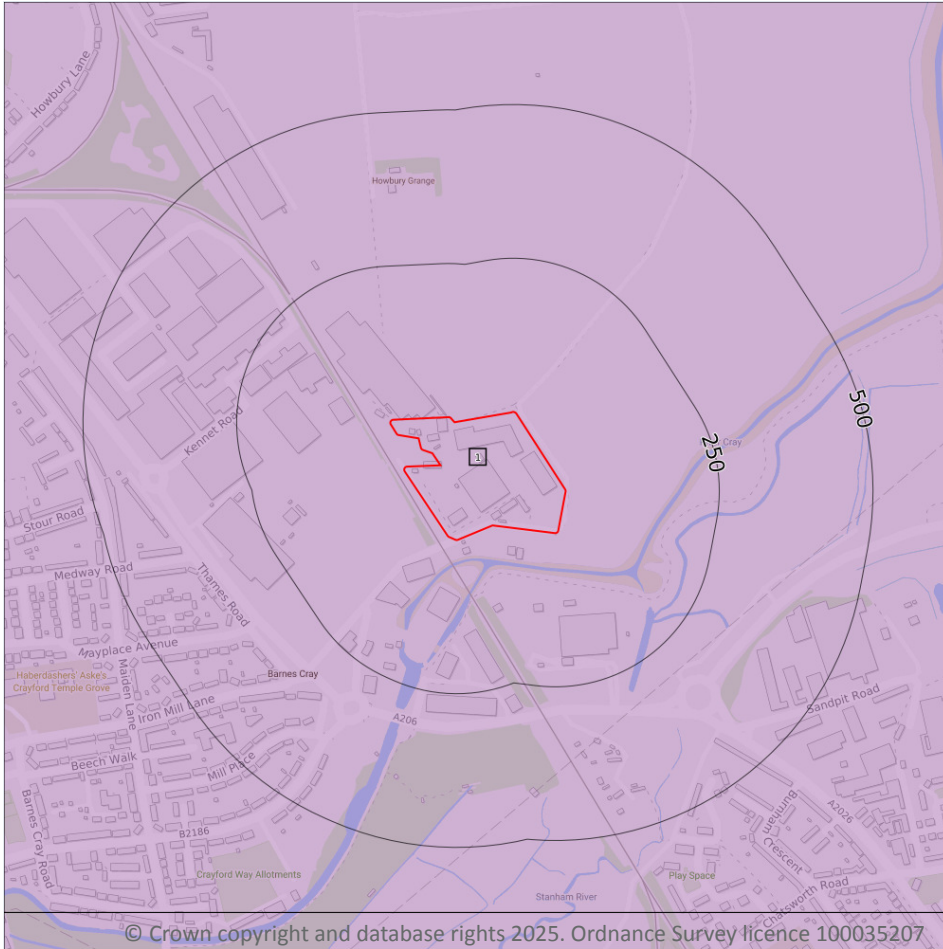 Howbury Lane
Howbury Grange
500
250
Cray
1
Kennet Road
Stour Road
Medway Road
Thames Road
Mayplace Avenue
Haberdashers' Aske's
Crayford Temple Grove
Maiden Lane
Barnes Cray
Iron Mill Lane
A206
Sandpit Road
Beech Walk
Mill Place
Barnes Cray Road
B2186
Burnham
Crescent
A2026
Crayford Way Allotments
Play Space
Chatsworth Road
Stanham River
© Crown copyright and database rights 2025. Ordnance Survey licence 100035207.